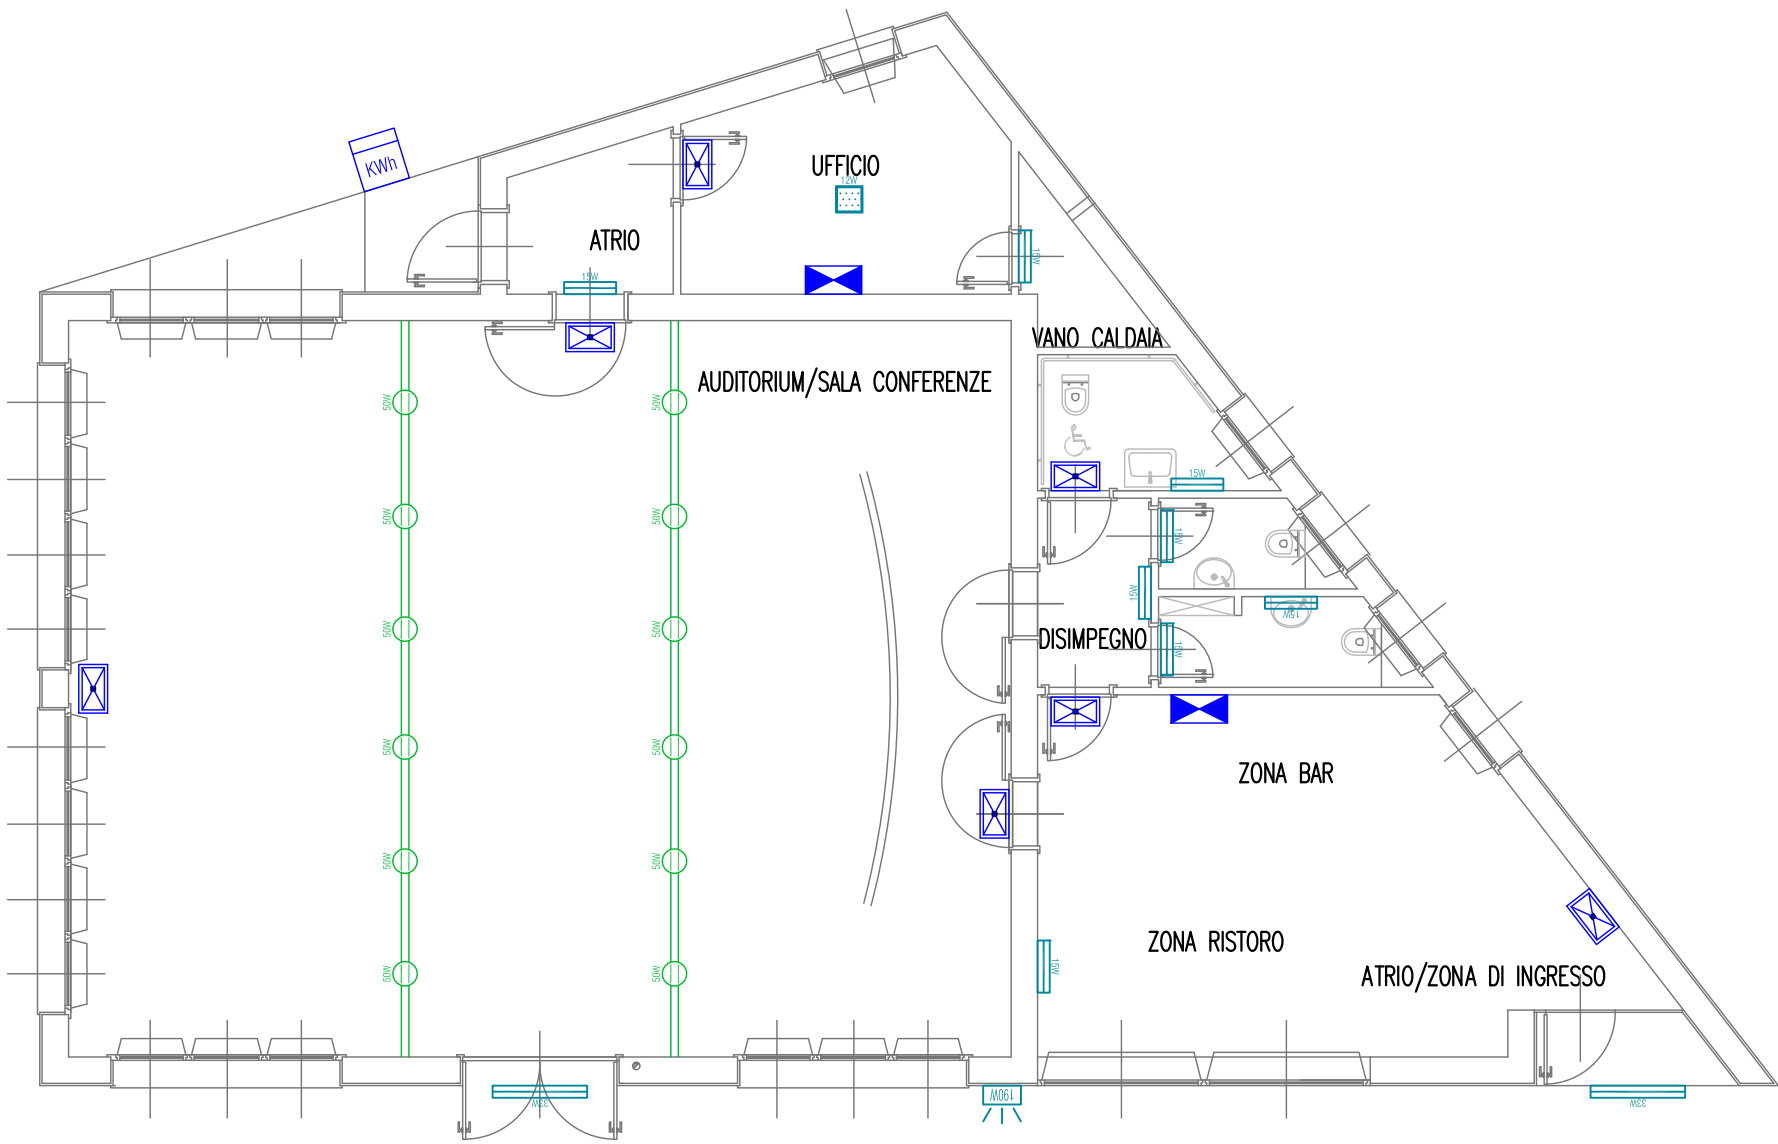 KWh
UFFICIO
12W
ATRIO
15W
15W
VANO CALDAIA
AUDITORIUM/SALA CONFERENZE
50W
50W
15W
50W
50W
15W
15W
15W
50W
50W
DISIMPEGNO
15W
50W
50W
ZONA BAR
50W
50W
ZONA RISTORO
15W
50W
50W
ATRIO/ZONA DI INGRESSO
33W
190W
33W